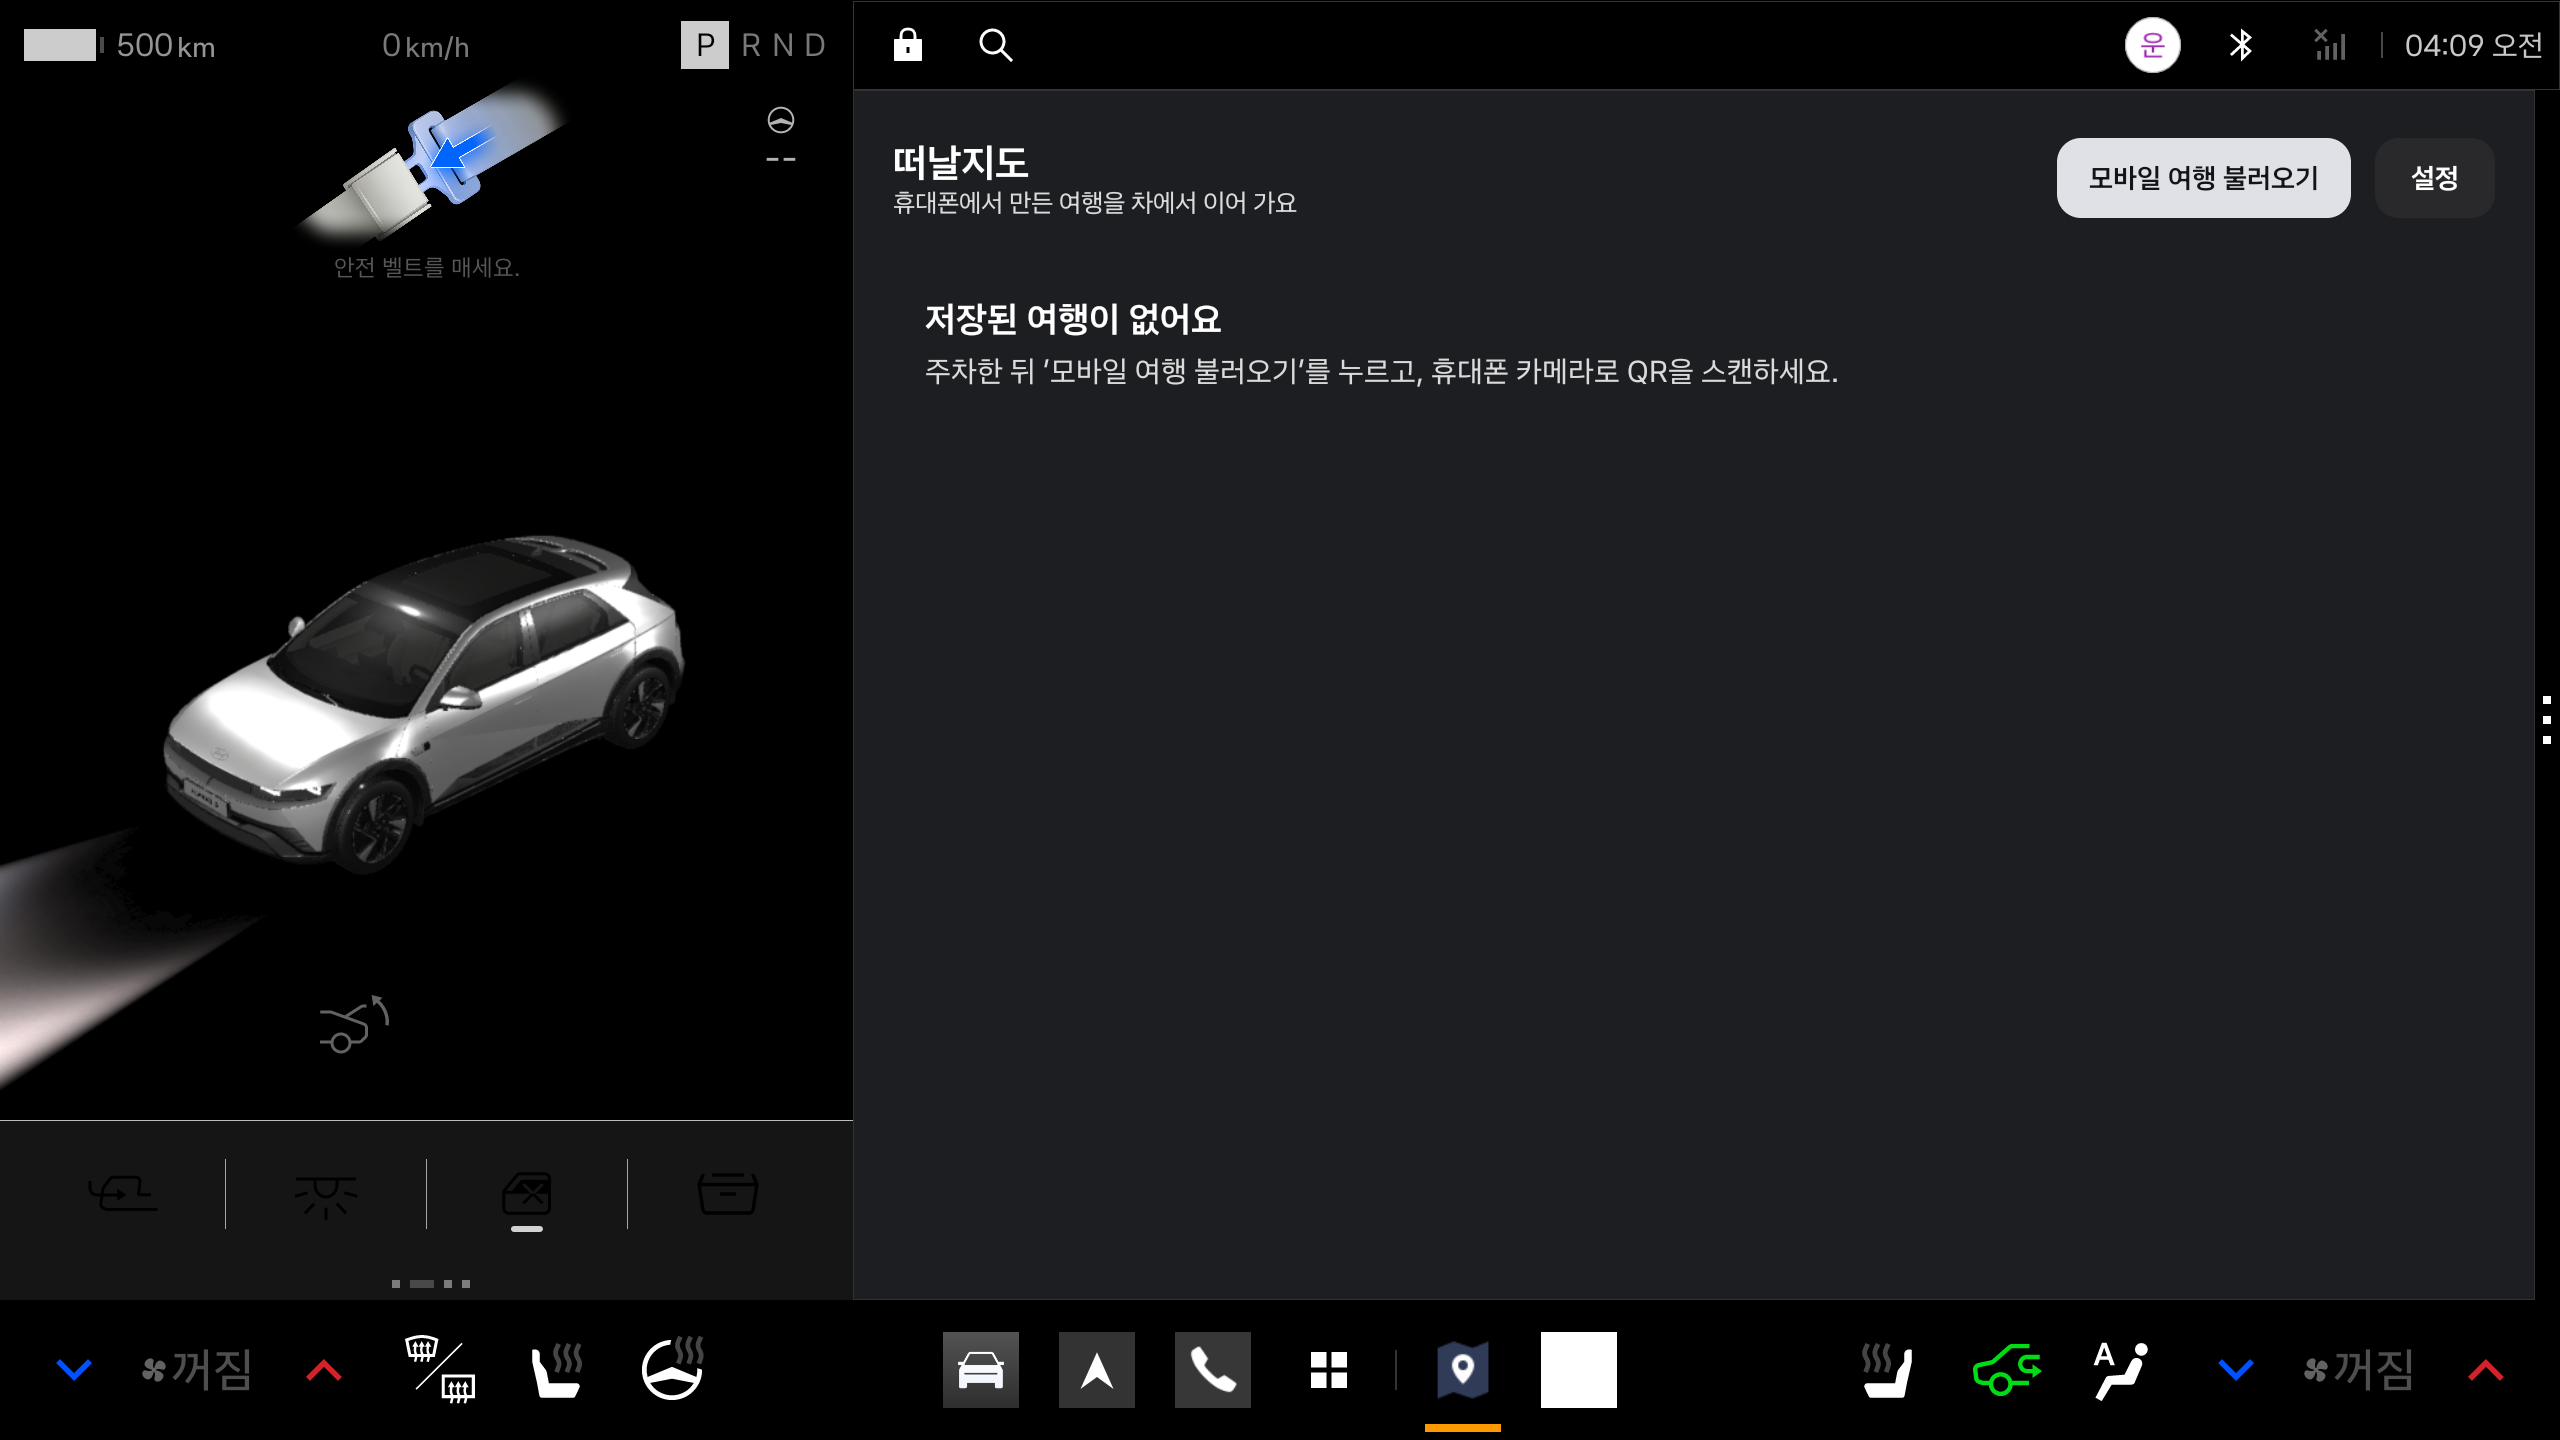 500 km
0 km/h
P R N D
운
04:09 오전
안전 벨트를 매세요.
떠날지도
휴대폰에서 만든 여행을 차에서 이어 가요
모바일 여행 불러오기
설정
저장된 여행이 없어요
주차한 뒤 ‘모바일 여행 불러오기’를 누르고, 휴대폰 카메라로 QR을 스캔하세요.
꺼짐
A
꺼짐